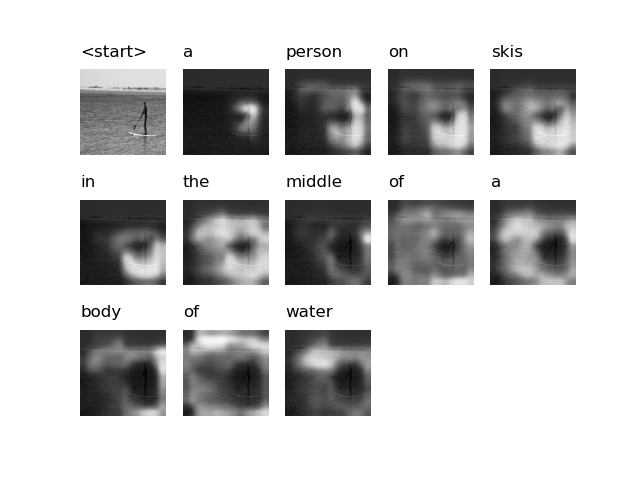 <start> a person on skis
in the middle of a
body of water